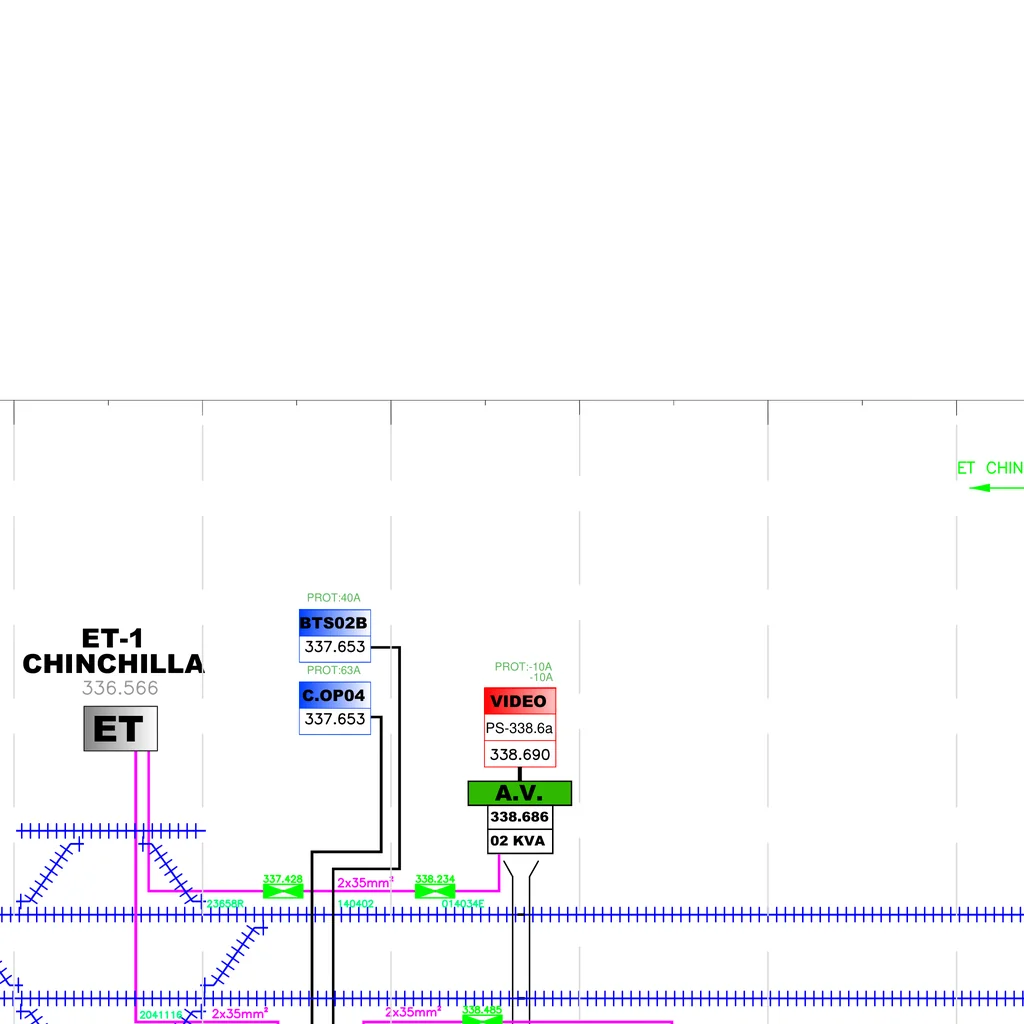 ET CHIN
PROT:40A
BTS02B
337.653
PROT:63A
C.OP04
337.653
ET-1
CHINCHILLA
336.566
ET
PROT:-10A
-10A
VIDEO
PS-338.6a
338.690
A.V.
338.686
02 KVA
337.428
2x35mm²
338.234
23658R
140402
014034E
338.485
2041116
2x35mm²
2x35mm²